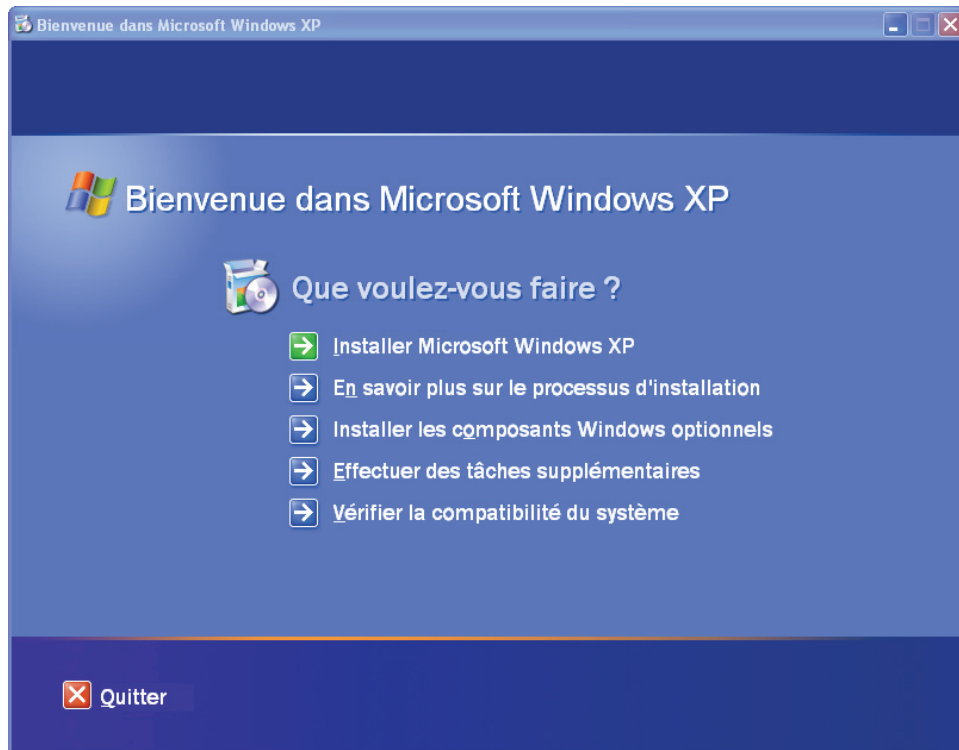 Bienvenue dans Microsoft Windows XP
Bienvenue dans Microsoft Windows XP
Que voulez-vous faire ?
Installer Microsoft Windows XP
En savoir plus sur le processus d'installation
Installer les composants Windows optionnels
Effectuer des tâches supplémentaires
Vérifier la compatibilité du système
Quitter